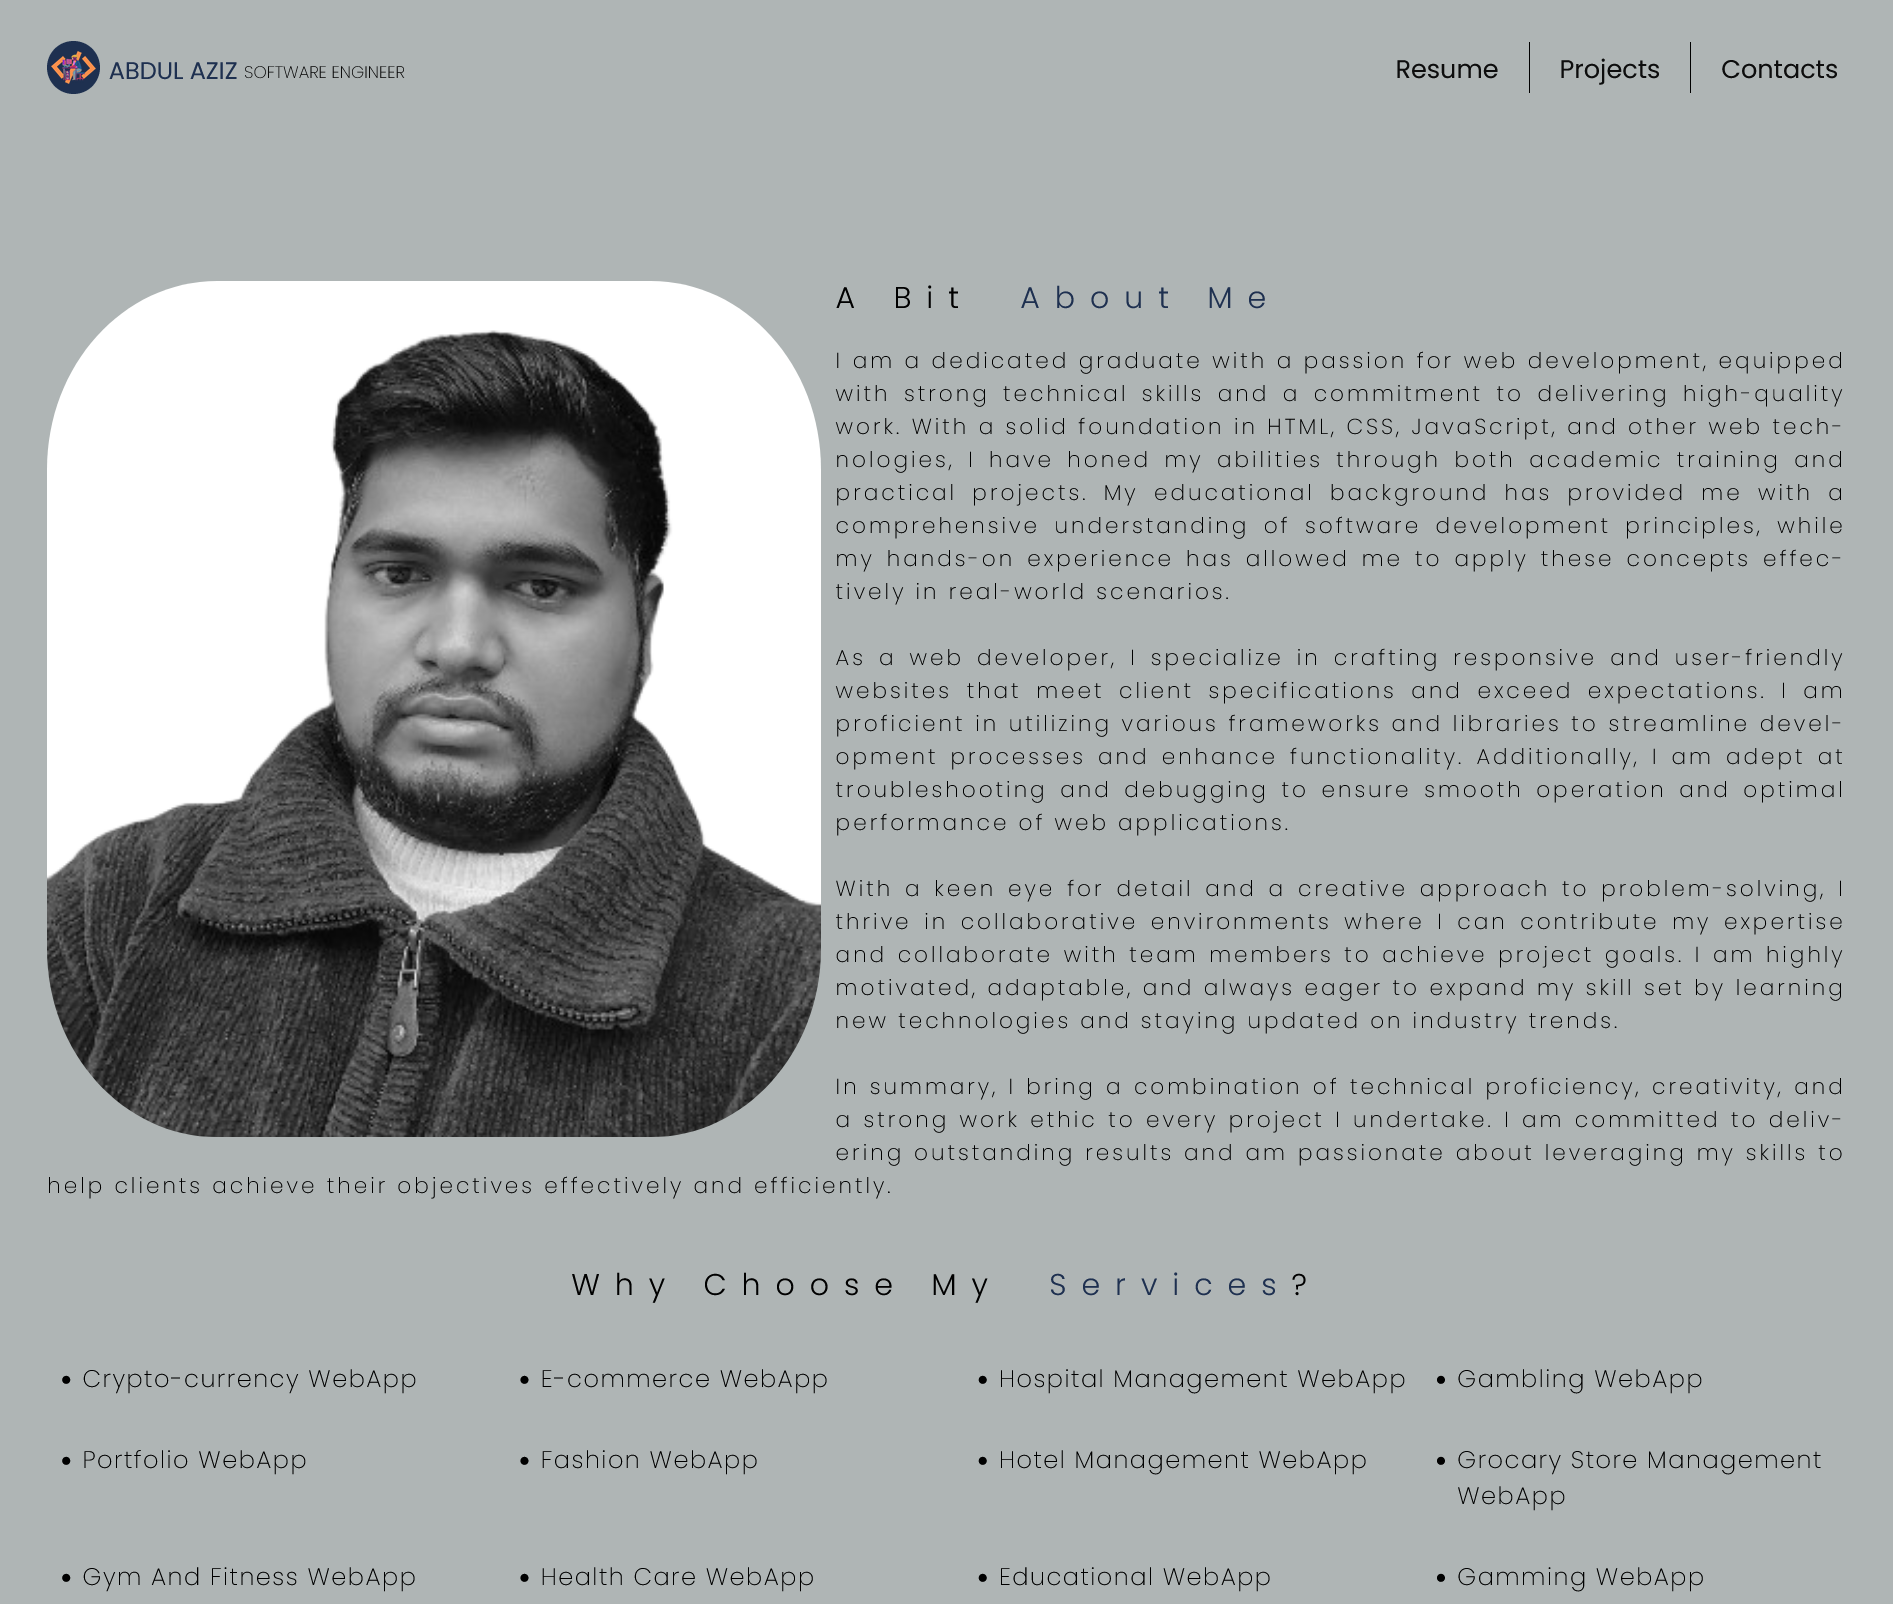 ABDUL AZIZ SOFTWARE ENGINEER
Resume
Projects
Contacts
A Bit About Me
I am a dedicated graduate with a passion for web development, equipped
with strong technical skills and a commitment to delivering high-quality
work. With a solid foundation in HTML, CSS, JavaScript, and other web tech-
nologies, I have honed my abilities through both academic training and
practical projects. My educational background has provided me with a
comprehensive understanding of software development principles, while
my hands-on experience has allowed me to apply these concepts effec-
tively in real-world scenarios.
As a web developer, I specialize in crafting responsive and user-friendly
websites that meet client specifications and exceed expectations. I am
proficient in utilizing various frameworks and libraries to streamline devel-
opment processes and enhance functionality. Additionally, I am adept at
troubleshooting and debugging to ensure smooth operation and optimal
performance of web applications.
With a keen eye for detail and a creative approach to problem-solving, I
thrive in collaborative environments where I can contribute my expertise
and collaborate with team members to achieve project goals. I am highly
motivated, adaptable, and always eager to expand my skill set by learning
new technologies and staying updated on industry trends.
In summary, I bring a combination of technical proficiency, creativity, and
a strong work ethic to every project I undertake. I am committed to deliv-
ering outstanding results and am passionate about leveraging my skills to
help clients achieve their objectives effectively and efficiently.
Why Choose My Services?
Crypto-currency WebApp
E-commerce WebApp
Hospital Management WebApp
Gambling WebApp
Portfolio WebApp
Fashion WebApp
Hotel Management WebApp
Grocary Store Management
WebApp
Gym And Fitness WebApp
Health Care WebApp
Educational WebApp
Gamming WebApp